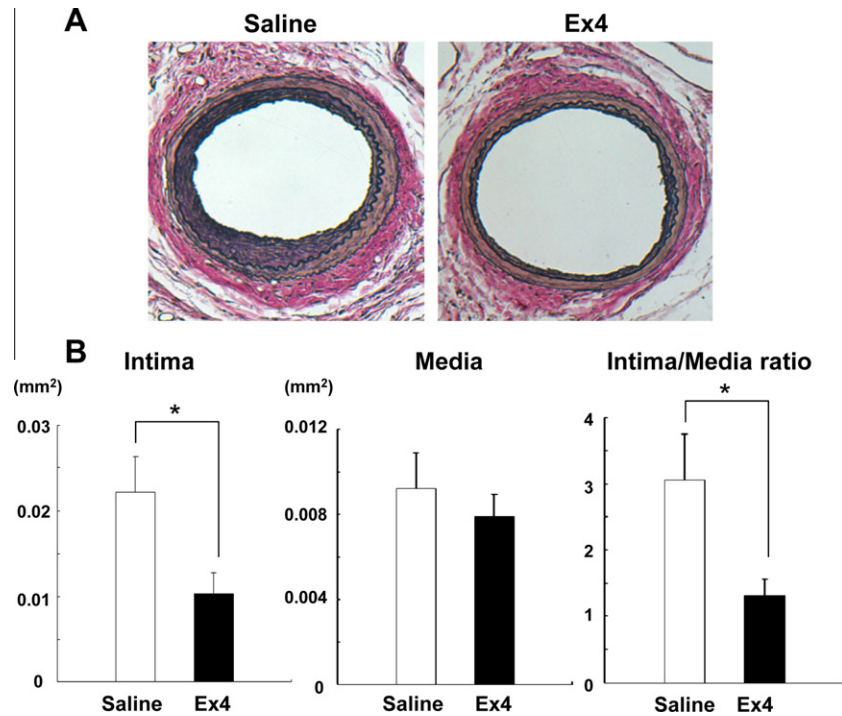 A
Saline
Ex4
B
Intima
(mm²)
0.03
0.02
0.01
0
*
Saline
Ex4
Media
(mm²)
0.012
0.008
0.004
0
Saline
Ex4
Intima/Media ratio
4
3
2
1
0
*
Saline
Ex4